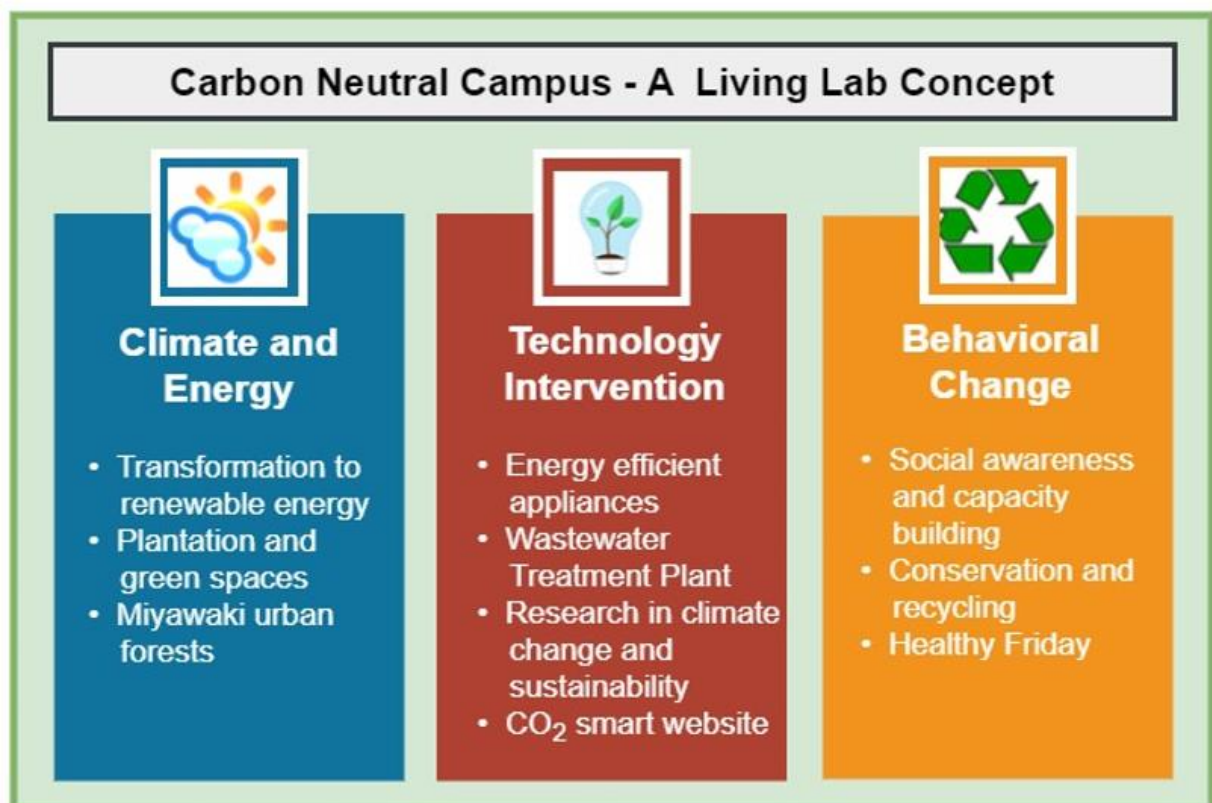 Carbon Neutral Campus - A Living Lab Concept
Climate and
Energy
• Transformation to
renewable energy
• Plantation and
green spaces
• Miyawaki urban
forests
Technology
Intervention
• Energy efficient
appliances
• Wastewater
Treatment Plant
• Research in climate
change and
sustainability
• CO₂ smart website
Behavioral
Change
• Social awareness
and capacity
building
• Conservation and
recycling
• Healthy Friday